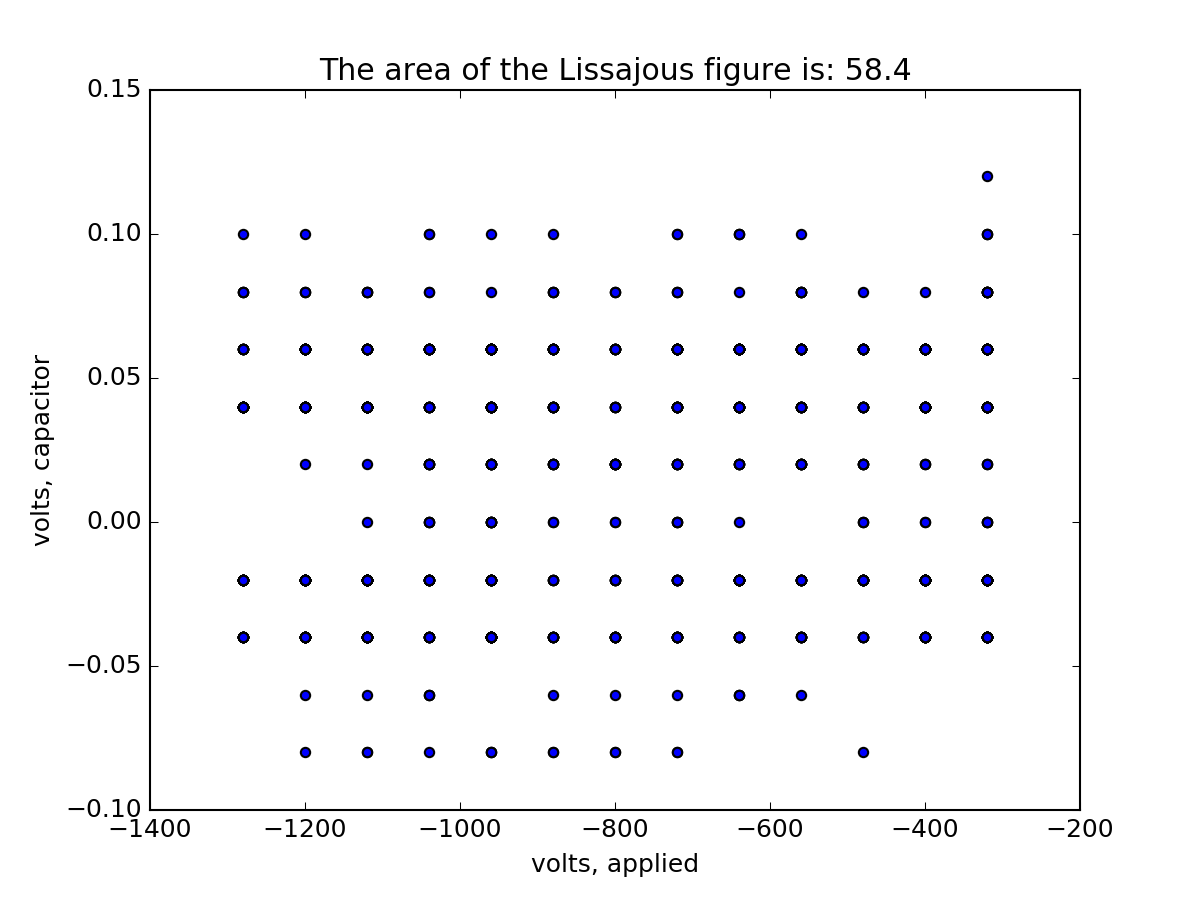 The area of the Lissajous figure is: 58.4
0.15
0.10
0.05
0.00
−0.05
−0.10
volts, capacitor
−1400 −1200 −1000 −800 −600 −400 −200
volts, applied